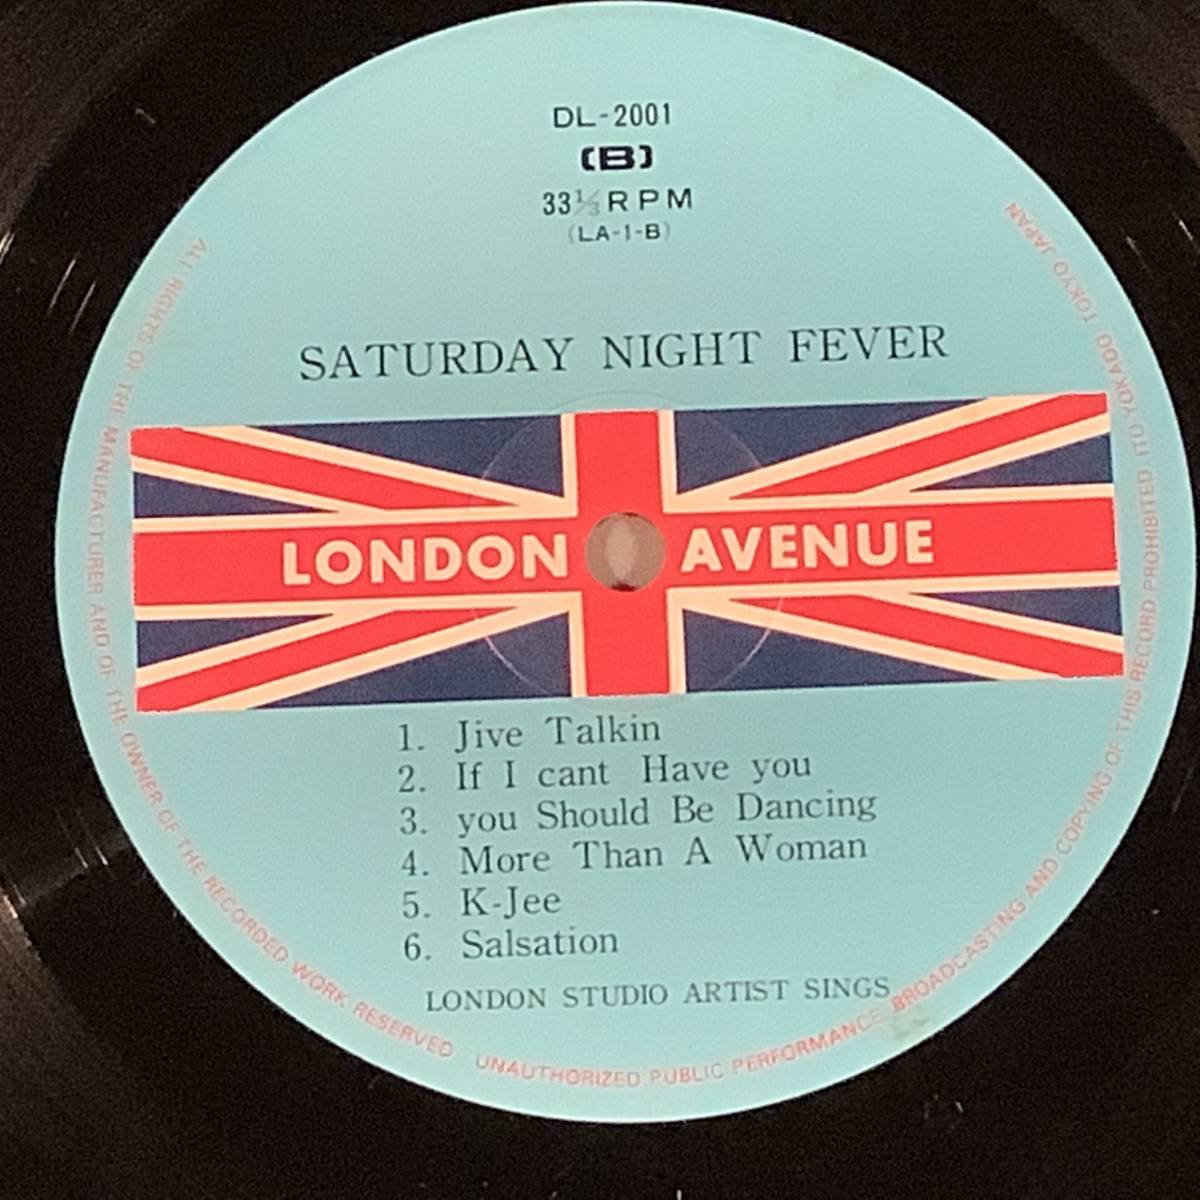 DL-2001
(B)
33⅓ RPM
(LA-1-B)
SATURDAY NIGHT FEVER
LONDON AVENUE
1. Jive Talkin
2. If I cant Have you
3. you Should Be Dancing
4. More Than A Woman
5. K-Jee
6. Salsation
LONDON STUDIO ARTIST SINGS
ALL RIGHTS OF THE MANUFACTURER AND OF THE OWNER OF THE RECORDED WORK RESERVED UNAUTHORIZED PUBLIC PERFORMANCE BROADCASTING AND COPYING OF THIS RECORD PROHIBITED ITO YOKADO TOKYO JAPAN